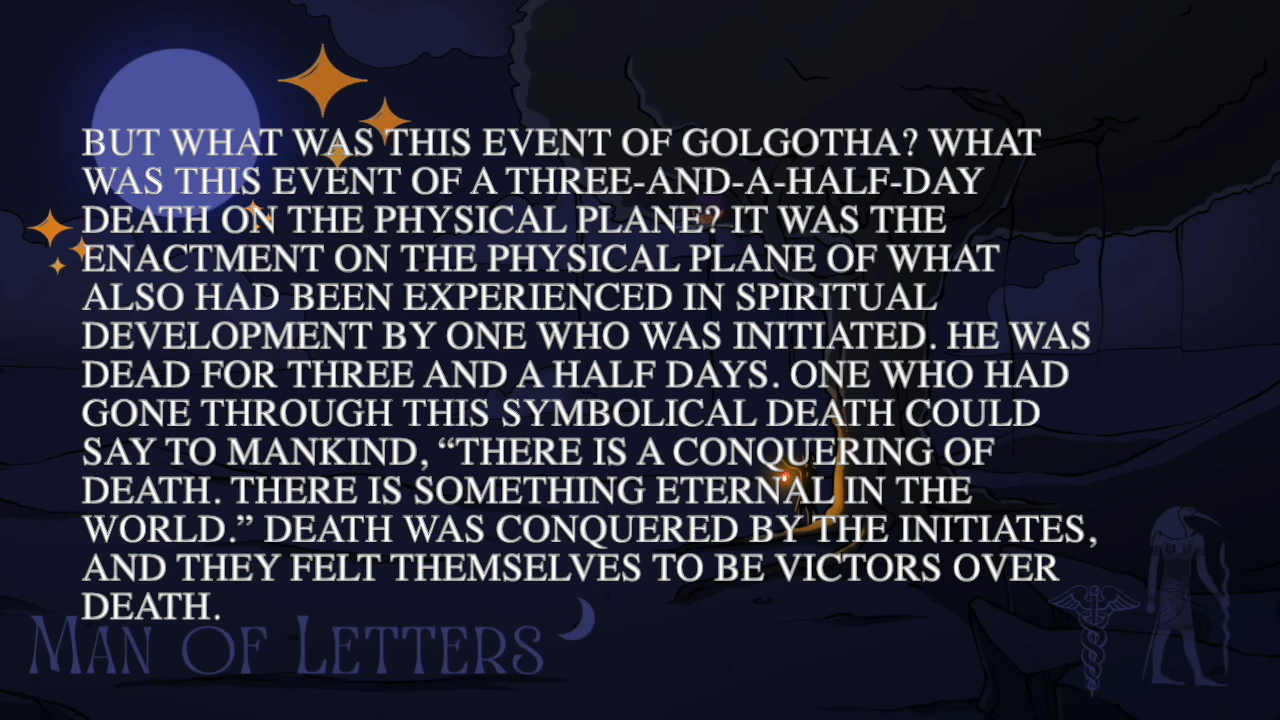 BUT WHAT WAS THIS EVENT OF GOLGOTHA? WHAT
WAS THIS EVENT OF A THREE-AND-A-HALF-DAY
DEATH ON THE PHYSICAL PLANE? IT WAS THE
ENACTMENT ON THE PHYSICAL PLANE OF WHAT
ALSO HAD BEEN EXPERIENCED IN SPIRITUAL
DEVELOPMENT BY ONE WHO WAS INITIATED. HE WAS
DEAD FOR THREE AND A HALF DAYS. ONE WHO HAD
GONE THROUGH THIS SYMBOLICAL DEATH COULD
SAY TO MANKIND, “THERE IS A CONQUERING OF
DEATH. THERE IS SOMETHING ETERNAL IN THE
WORLD.” DEATH WAS CONQUERED BY THE INITIATES,
AND THEY FELT THEMSELVES TO BE VICTORS OVER
DEATH.
MAN OF LETTERS